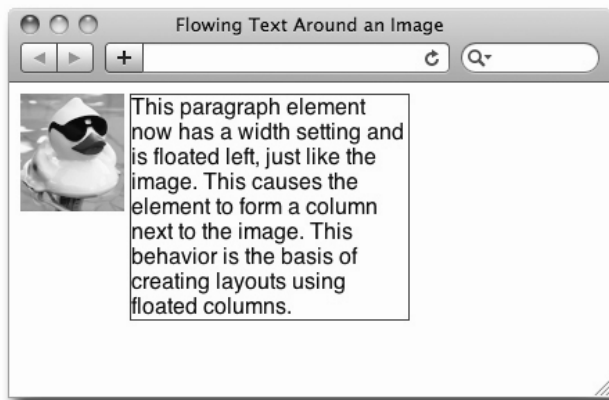 Flowing Text Around an Image
This paragraph element
now has a width setting and
is floated left, just like the
image. This causes the
element to form a column
next to the image. This
behavior is the basis of
creating layouts using
floated columns.